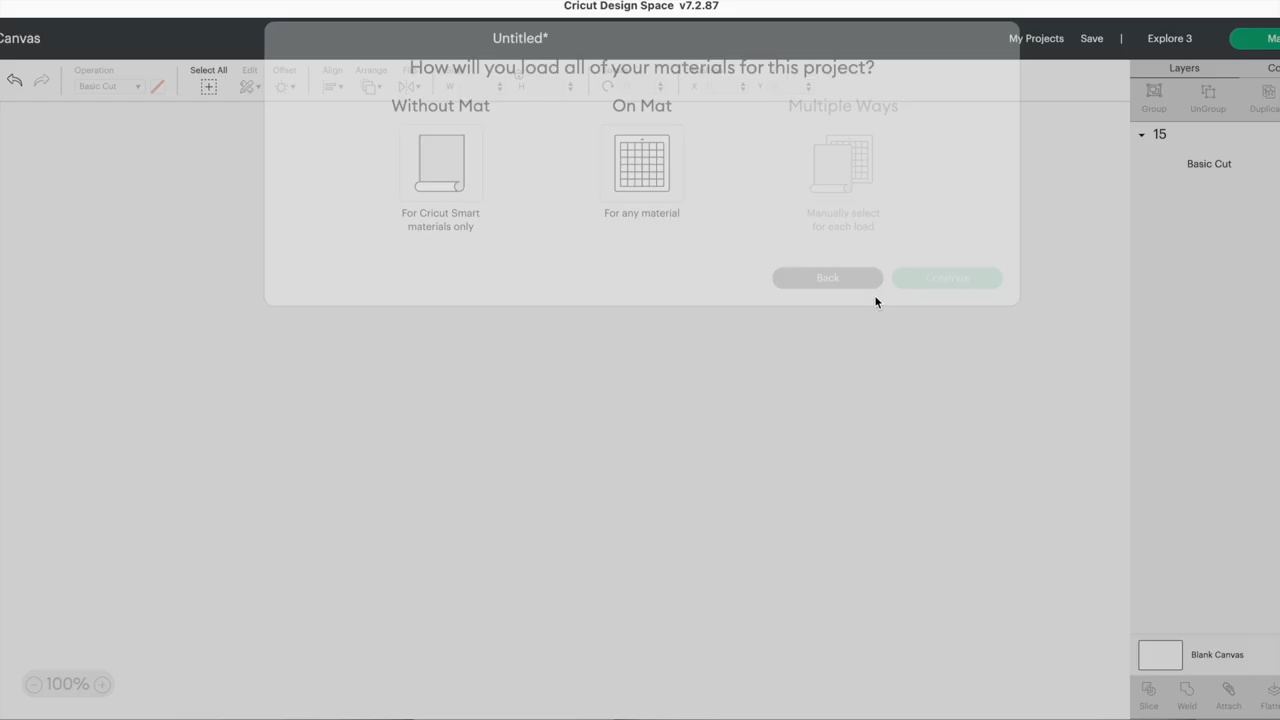 Cricut Design Space v7.2.87
Canvas
Untitled*
My Projects
Save
|
Explore 3
Operation
Basic Cut
Select All
Edit
Offset
Align
Arrange
W
H
X
Y
How will you load all of your materials for this project?
Without Mat
On Mat
Multiple Ways
For Cricut Smart
materials only
For any material
Manually select
for each load
Back
Continue
Layers
Group
UnGroup
15
Basic Cut
Blank Canvas
Slice
Weld
Attach
100%